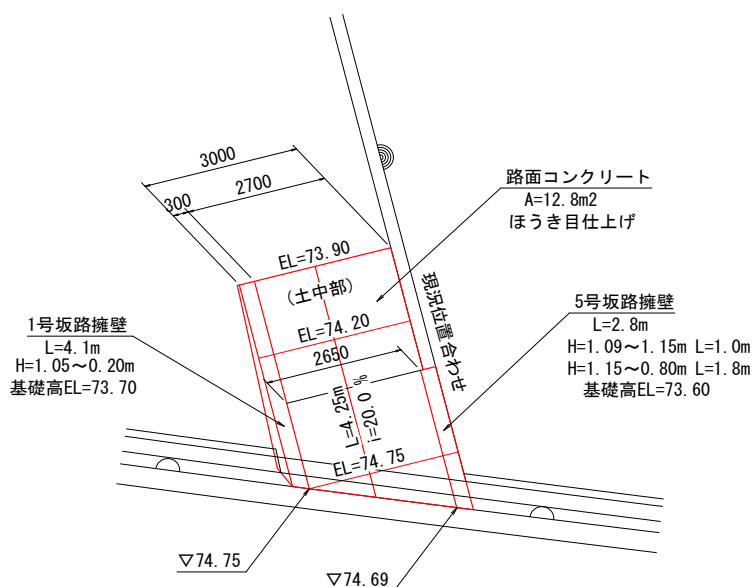 3000
2700
300
路面コンクリート
A=12.8m2
ほうき目仕上げ
EL=73.90
(土中部)
現況位置合わせ
EL=74.20
2650
1号坂路擁壁
L=4.1m
H=1.05～0.20m
基礎高EL=73.70
5号坂路擁壁
L=2.8m
H=1.09～1.15m L=1.0m
H=1.15～0.80m L=1.8m
基礎高EL=73.60
L=4.25m
i=20.0%
EL=74.75
▽74.75
▽74.69